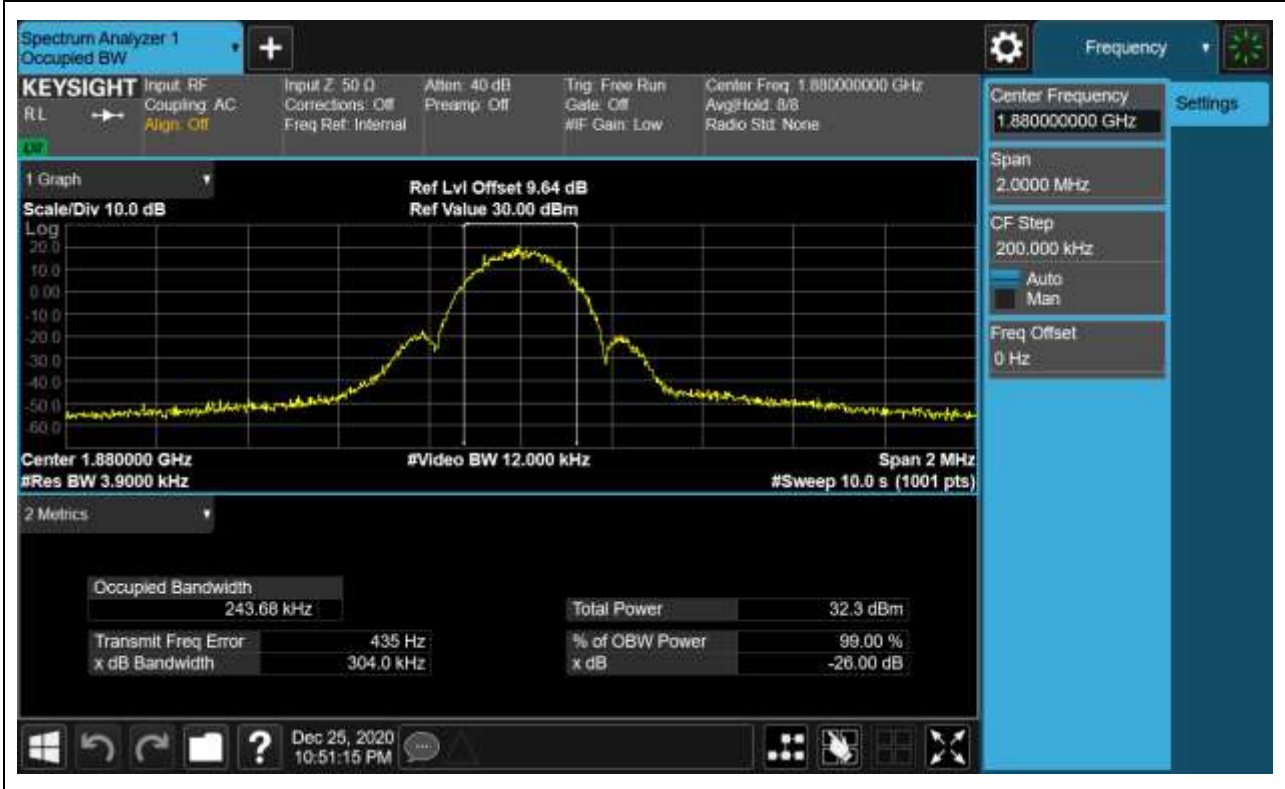 Spectrum Analyzer 1
Occupied BW
Frequency
KEYSIGHT
RL
Input: RF
Coupling: AC
Align: Off
Input Z: 50 Ω
Corrections: Off
Freq Ref: Internal
Atten: 40 dB
Preamp: Off
Trig: Free Run
Gate: Off
#IF Gain: Low
Center Freq: 1.880000000 GHz
Avg|Hold: 8/8
Radio Std: None
Center Frequency
1.880000000 GHz
Settings
Span
2.0000 MHz
CF Step
200.000 kHz
Auto
Man
Freq Offset
0 Hz
1 Graph
Scale/Div 10.0 dB
Ref Lvl Offset 9.64 dB
Ref Value 30.00 dBm
Log
20.0
10.0
0.00
-10.0
-20.0
-30.0
-40.0
-50.0
-60.0
Center 1.880000 GHz
#Video BW 12.000 kHz
Span 2 MHz
#Res BW 3.9000 kHz
#Sweep 10.0 s (1001 pts)
2 Metrics
Occupied Bandwidth
243.68 kHz
Total Power 32.3 dBm
Transmit Freq Error 435 Hz
% of OBW Power 99.00 %
x dB Bandwidth 304.0 kHz
x dB -26.00 dB
Dec 25, 2020
10:51:15 PM